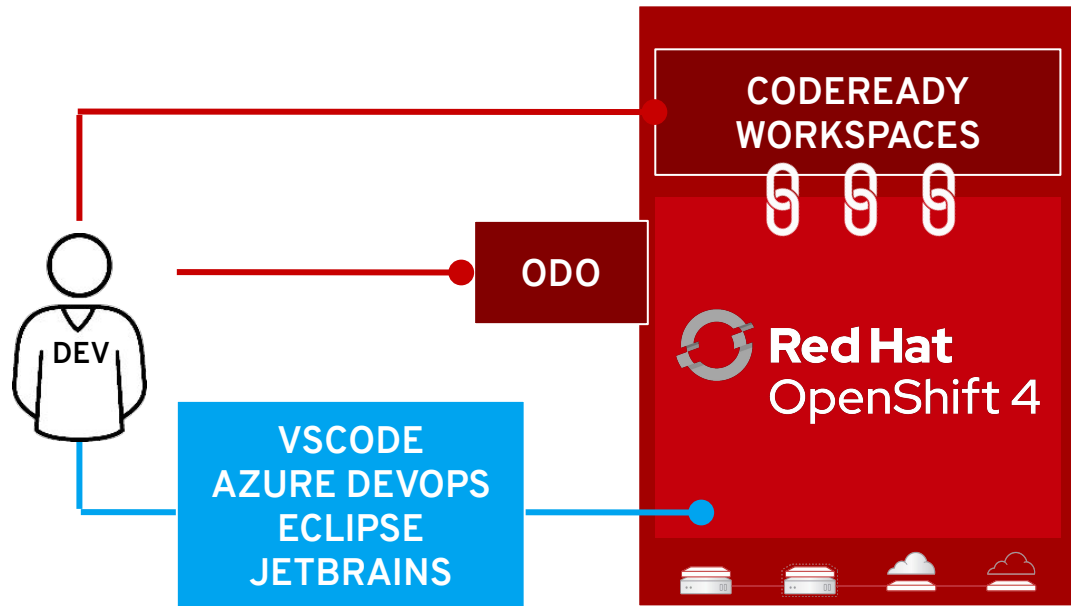 CODEREADY
WORKSPACES
ODO
DEV
Red Hat
OpenShift 4
VSCODE
AZURE DEVOPS
ECLIPSE
JETBRAINS